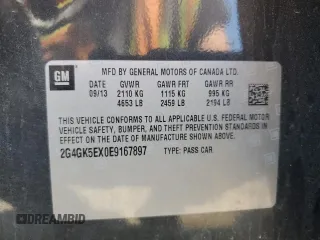 GM
MFD BY GENERAL MOTORS OF CANADA LTD.
DATE GVWR GAWR FRT GAWR RR
09/13 2110 KG 1115 KG 995 KG
4653 LB 2459 LB 2194 LB
THIS VEHICLE CONFORMS TO ALL APPLICABLE U.S. FEDERAL MOTOR
VEHICLE SAFETY, BUMPER, AND THEFT PREVENTION STANDARDS
IN EFFECT ON THE DATE OF MANUFACTURE SHOWN ABOVE.
2G4GK5EX0E9167897 TYPE: PASS CAR
DREAMBID